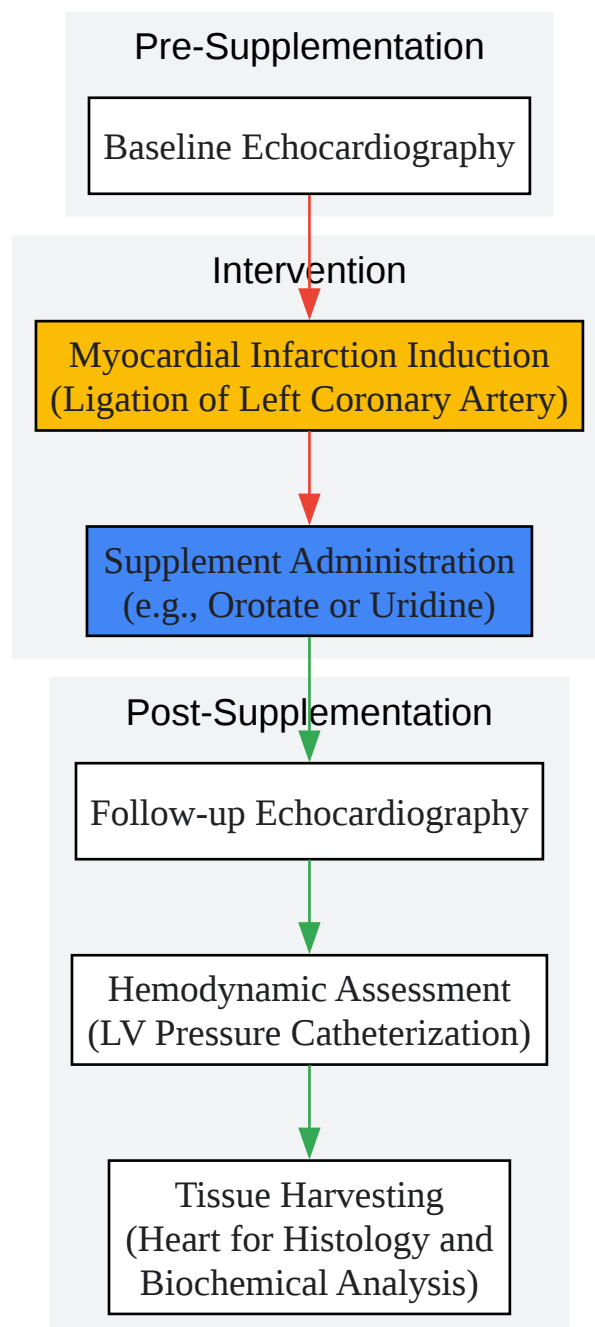 Pre-Supplementation
Baseline Echocardiography
Intervention
Myocardial Infarction Induction
(Ligation of Left Coronary Artery)
Supplement Administration
(e.g., Orotate or Uridine)
Post-Supplementation
Follow-up Echocardiography
Hemodynamic Assessment
(LV Pressure Catheterization)
Tissue Harvesting
(Heart for Histology and
Biochemical Analysis)